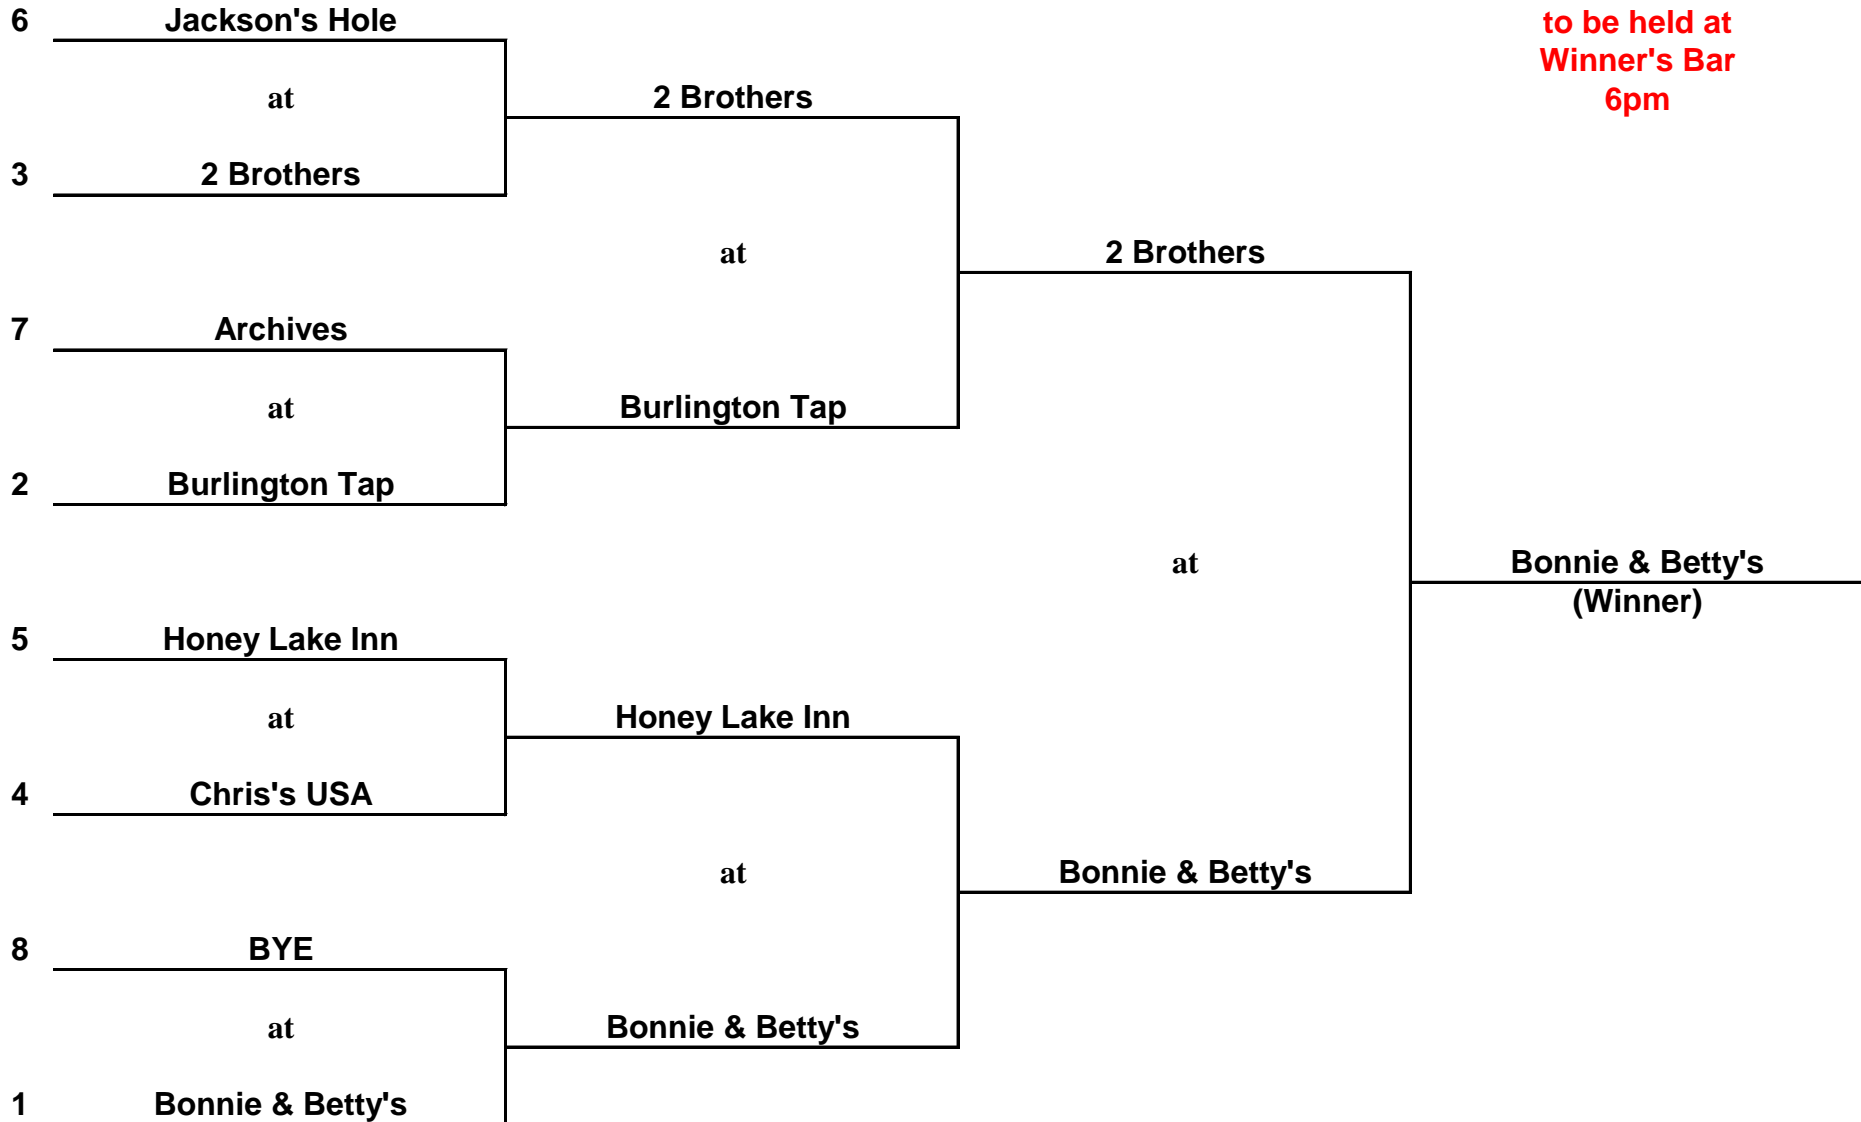 6 Jackson's Hole
to be held at
Winner's Bar
at 2 Brothers 6pm
3 2 Brothers
at 2 Brothers
7 Archives
at Burlington Tap
2 Burlington Tap
at Bonnie & Betty's
(Winner)
5 Honey Lake Inn
at Honey Lake Inn
4 Chris's USA
at Bonnie & Betty's
8 BYE
at Bonnie & Betty's
1 Bonnie & Betty's